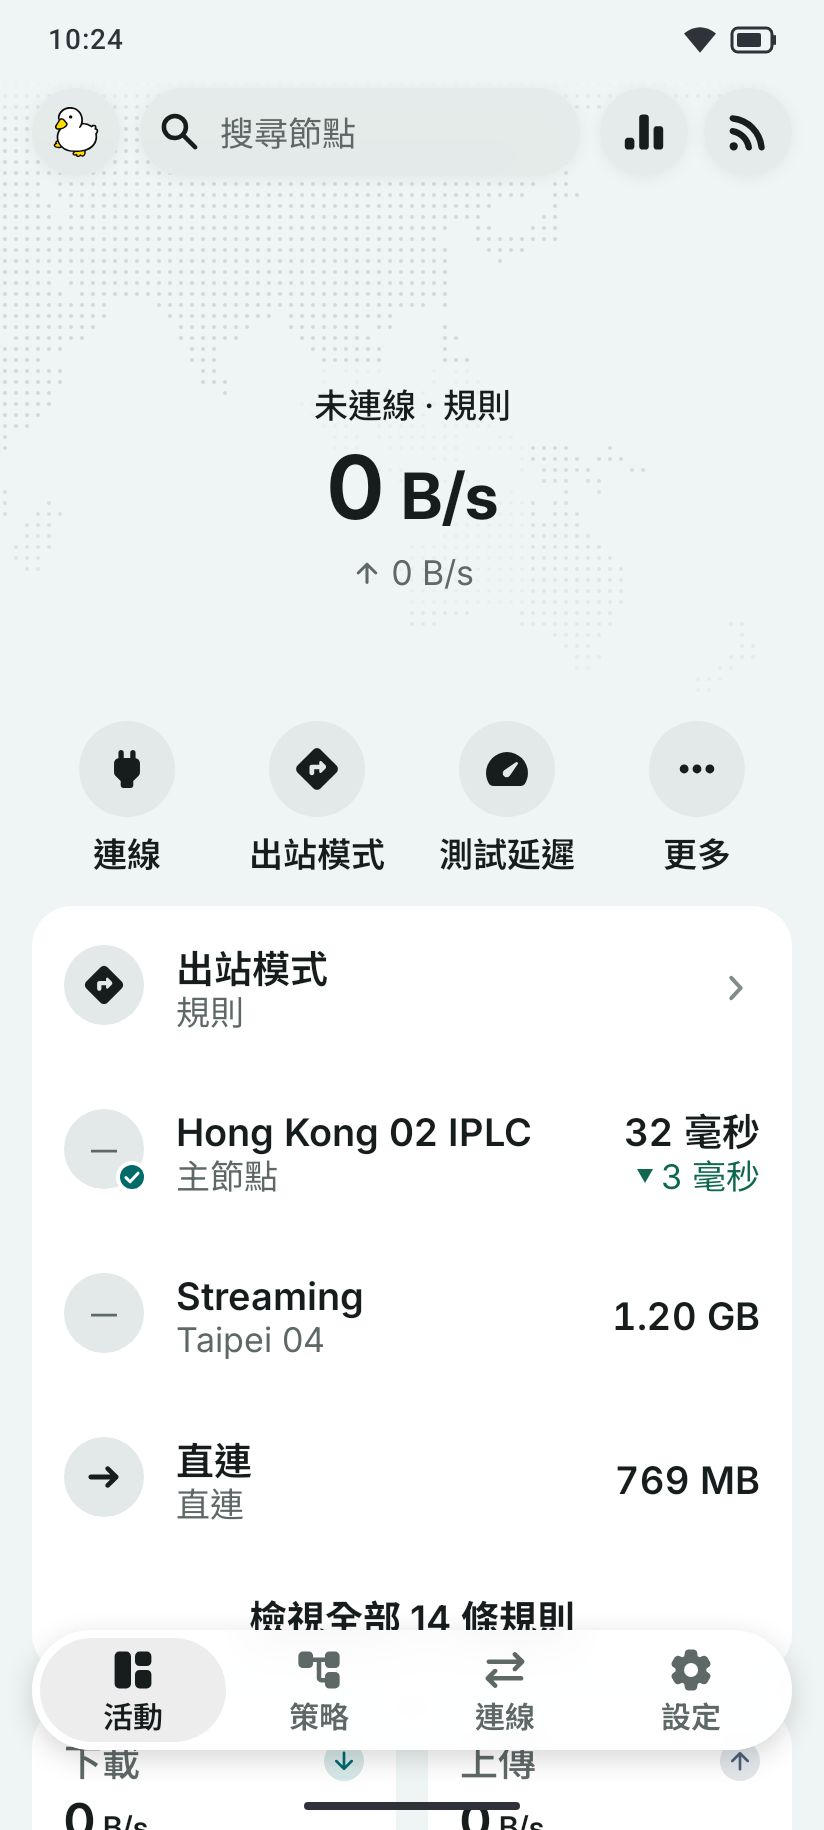 10:24
搜尋節點
未連線 · 規則
0 B/s
↑ 0 B/s
連線
出站模式
測試延遲
更多
出站模式
規則
Hong Kong 02 IPLC
32 毫秒
主節點
▼3 毫秒
Streaming
1.20 GB
Taipei 04
直連
769 MB
直連
檢視全部 14 條規則
活動
策略
連線
設定
下載
上傳
0 B/s
0 B/s